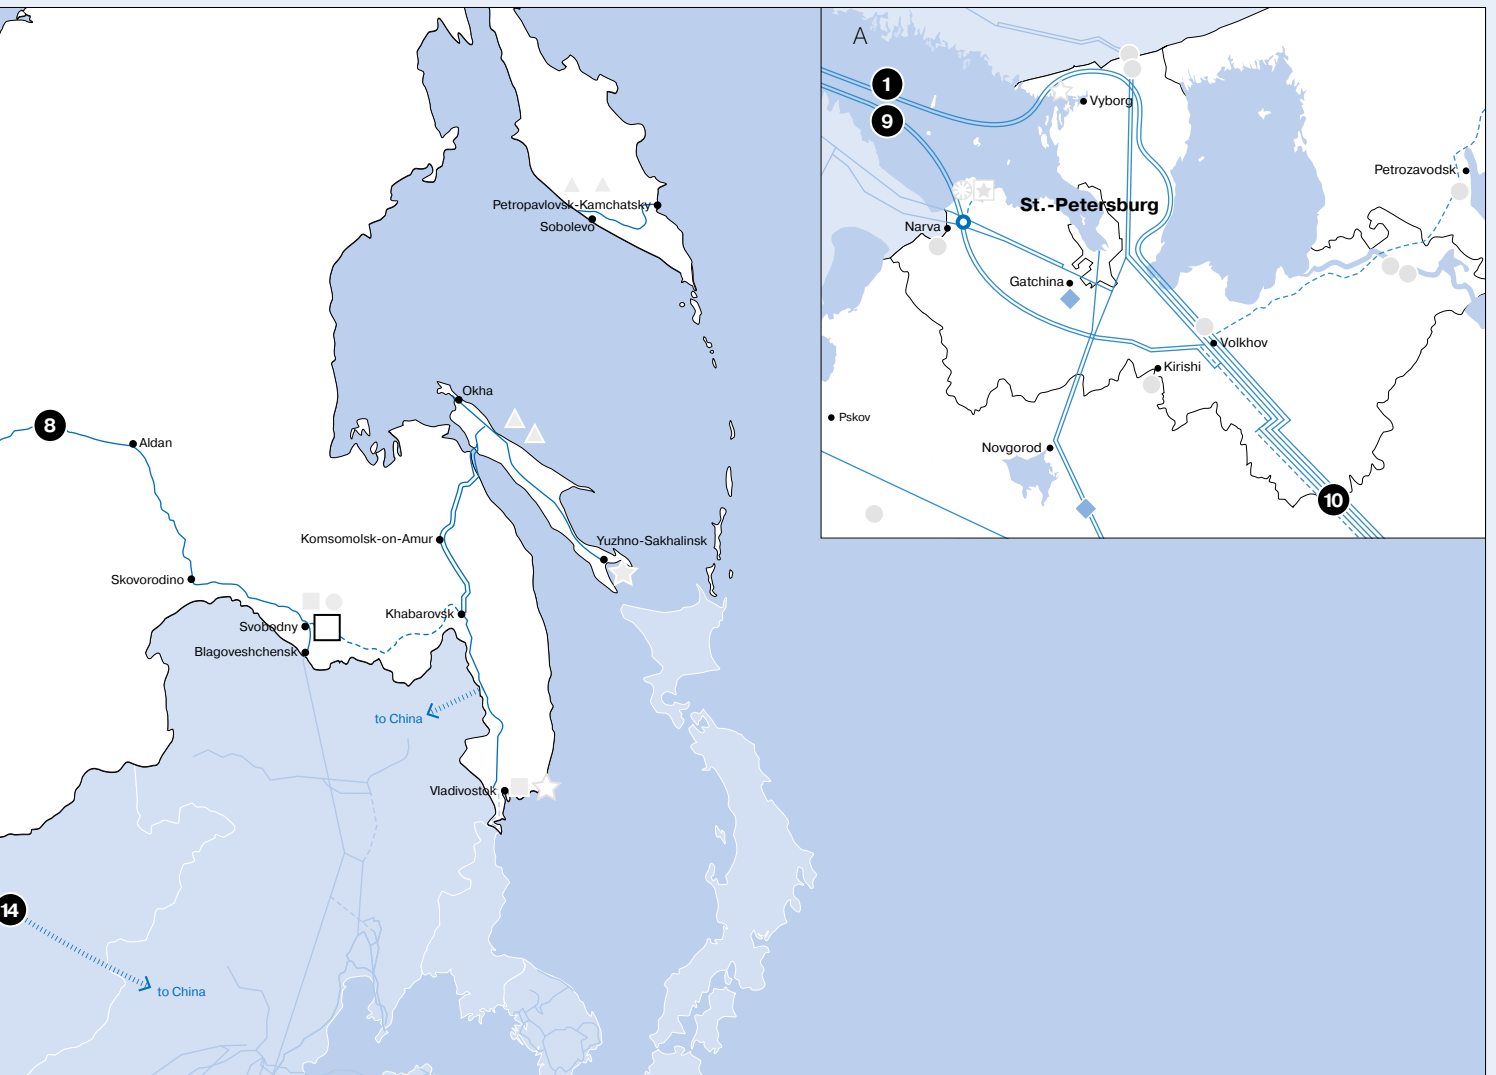 A
1
9
Vyborg
Petrozavodsk
Petropavlovsk-Kamchatsky
Sobolevo
St.-Petersburg
Narva
Gatchina
Volkhov
Kirishi
Okha
Pskov
8
Aldan
Novgorod
10
Komsomolsk-on-Amur
Yuzhno-Sakhalinsk
Skovorodino
Khabarovsk
Svobodny
Blagoveshchensk
to China
Vladivostok
14
to China